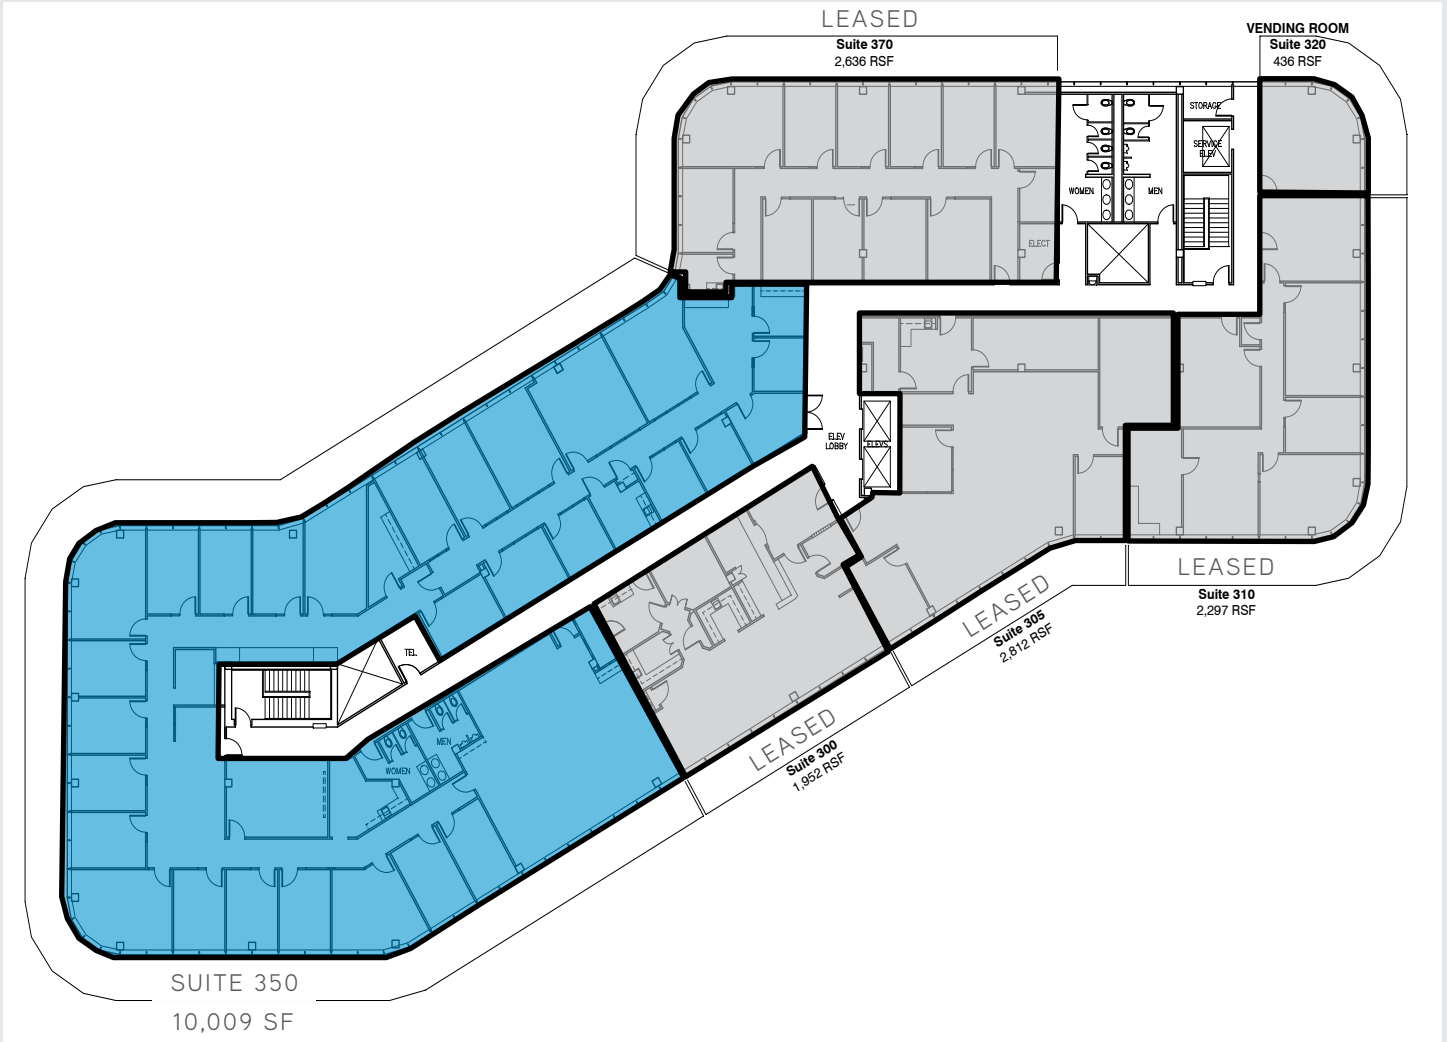 LEASED
Suite 370
2,636 RSF
VENDING ROOM
Suite 320
436 RSF
STORAGE
SERVICE
ELEV
WOMEN
MEN
ELECT
ELEV
LOBBY
ELEVS
LEASED
Suite 310
2,297 RSF
LEASED
Suite 305
2,812 RSF
TEL.
LEASED
Suite 300
1,952 RSF
MEN
WOMEN
SUITE 350
10,009 SF